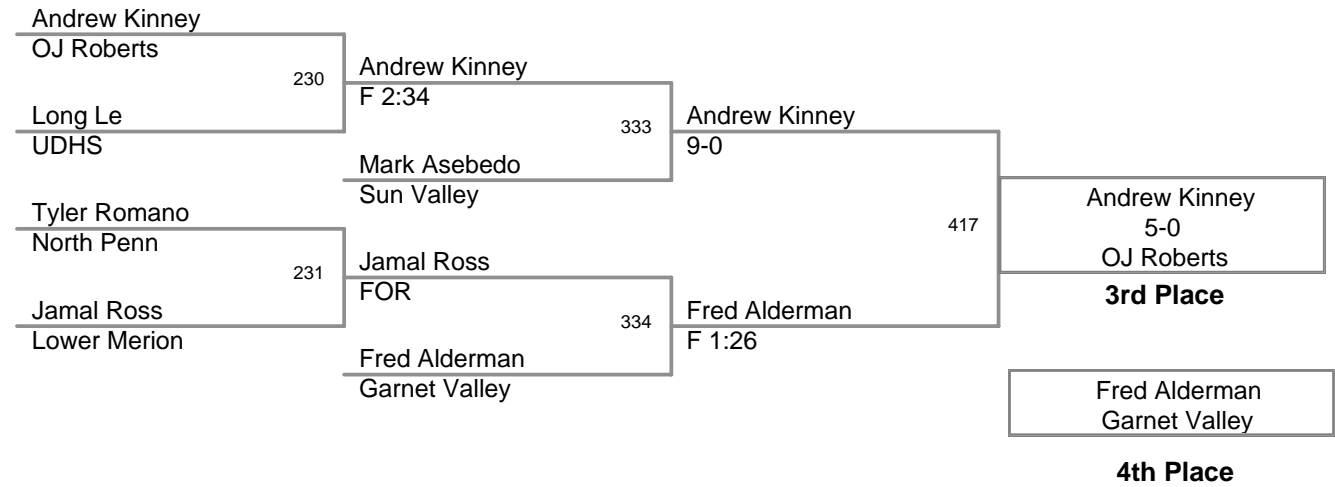 Andrew Kinney
OJ Roberts
230
Long Le
UDHS
Andrew Kinney
F 2:34
333
Mark Asebedo
Sun Valley
Andrew Kinney
9-0
Tyler Romano
North Penn
231
Jamal Ross
Lower Merion
Jamal Ross
FOR
334
Fred Alderman
Garnet Valley
Fred Alderman
F 1:26
417
Andrew Kinney
5-0
OJ Roberts
3rd Place
Fred Alderman
Garnet Valley
4th Place